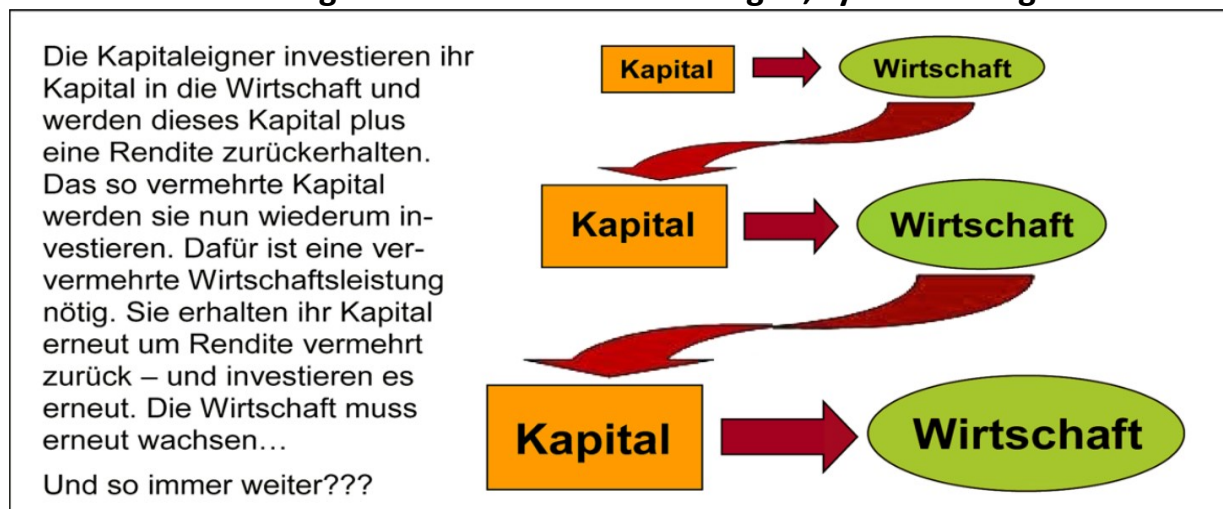 Die Kapitaleigner investieren ihr
Kapital in die Wirtschaft und
werden dieses Kapital plus
eine Rendite zurückerhalten.
Das so vermehrte Kapital
werden sie nun wiederum in-
vestieren. Dafür ist eine ver-
vermehrte Wirtschaftsleistung
nötig. Sie erhalten ihr Kapital
erneut um Rendite vermehrt
zurück – und investieren es
erneut. Die Wirtschaft muss
erneut wachsen…
Und so immer weiter???
Kapital
Wirtschaft
Kapital
Wirtschaft
Kapital
Wirtschaft